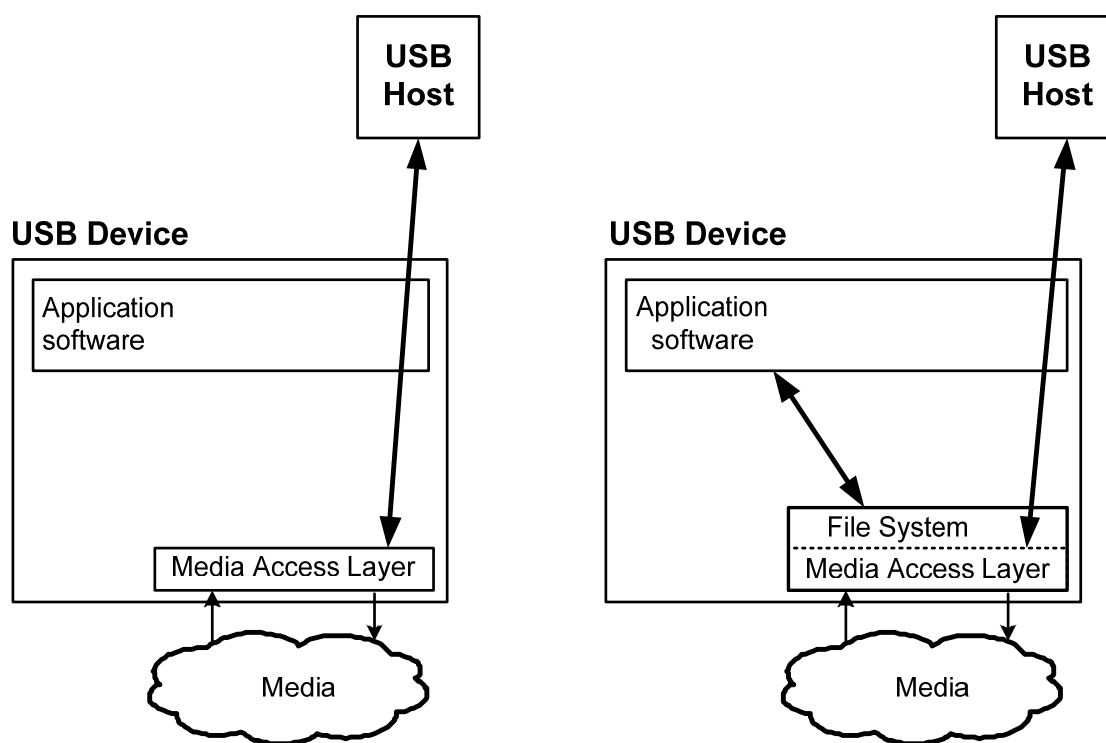 USB
Host
USB Device
Application
software
Media Access Layer
Media
USB
Host
USB Device
Application
software
File System
Media Access Layer
Media